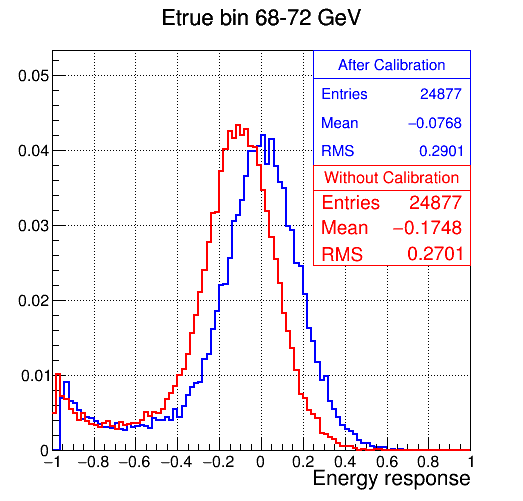 Etrue bin 68-72 GeV
After Calibration
Entries 24877
Mean −0.0768
RMS 0.2901
Without Calibration
Entries 24877
Mean −0.1748
RMS 0.2701
0.05
0.04
0.03
0.02
0.01
0
−1 −0.8 −0.6 −0.4 −0.2 0 0.2 0.4 0.6 0.8 1
Energy response